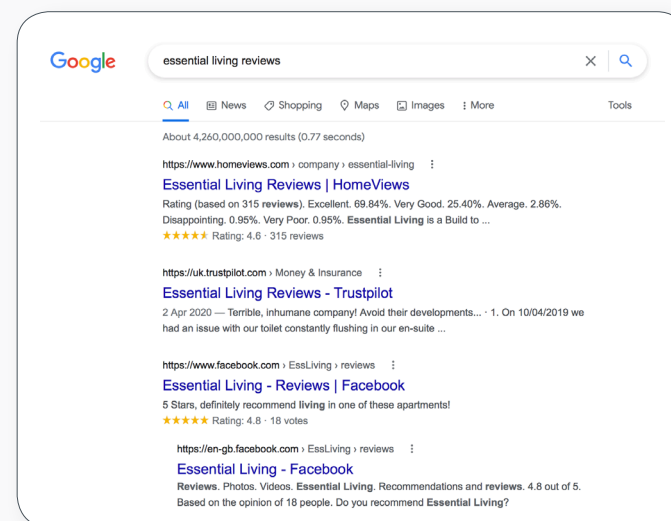 Google
essential living reviews
All News Shopping Maps Images More Tools
About 4,260,000,000 results (0.77 seconds)
https://www.homeviews.com › company › essential-living
Essential Living Reviews | HomeViews
Rating (based on 315 reviews). Excellent. 69.84%. Very Good. 25.40%. Average. 2.86%.
Disappointing. 0.95%. Very Poor. 0.95%. Essential Living is a Build to ...
Rating: 4.6 · 315 reviews
https://uk.trustpilot.com › Money & Insurance
Essential Living Reviews - Trustpilot
2 Apr 2020 — Terrible, inhumane company! Avoid their developments... · 1. On 10/04/2019 we
had an issue with our toilet constantly flushing in our en-suite ...
https://www.facebook.com › EssLiving › reviews
Essential Living - Reviews | Facebook
5 Stars, definitely recommend living in one of these apartments!
Rating: 4.8 · 18 votes
https://en-gb.facebook.com › EssLiving › reviews
Essential Living - Facebook
Reviews. Photos. Videos. Essential Living. Recommendations and reviews. 4.8 out of 5.
Based on the opinion of 18 people. Do you recommend Essential Living?